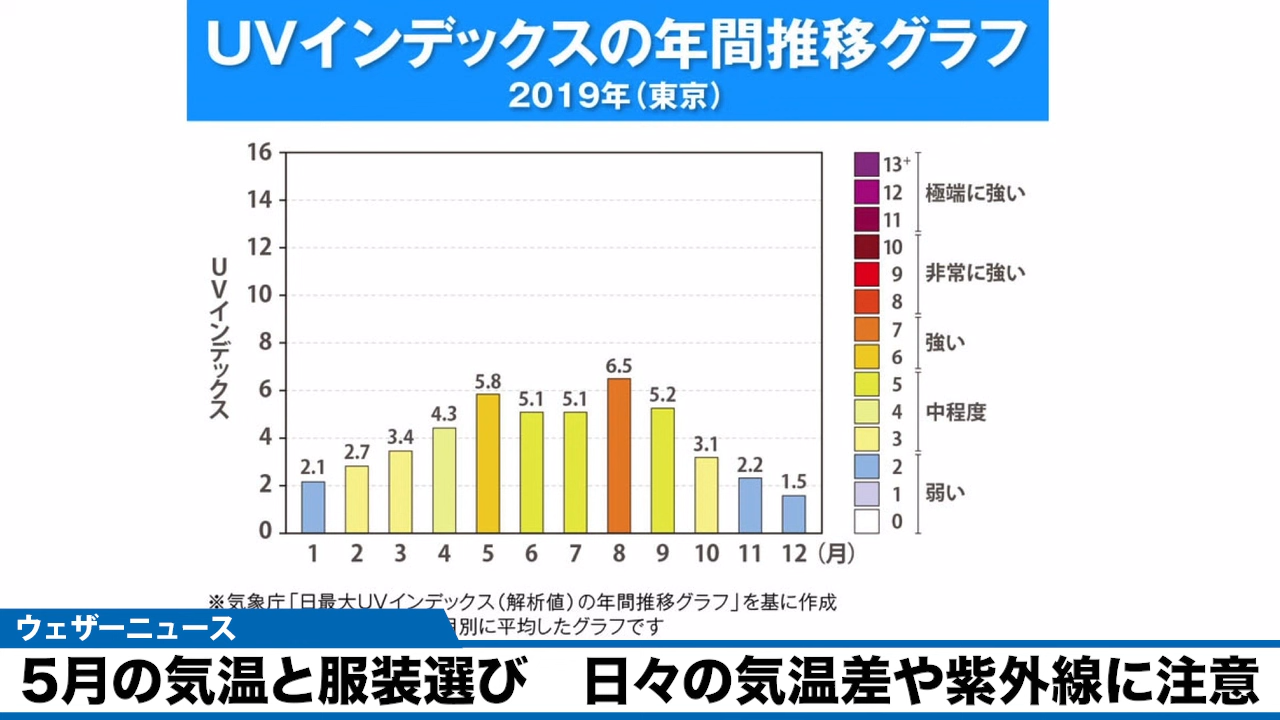 UVインデックスの年間推移グラフ
2019年（東京）
UVインデックス
16
14
12
10
8
6
4
2
0
2.1
2.7
3.4
4.3
5.8
5.1
5.1
6.5
5.2
3.1
2.2
1.5
1 2 3 4 5 6 7 8 9 10 11 12（月）
13+
12
11
極端に強い
10
9
8
非常に強い
7
6
強い
5
4
3
中程度
2
1
0
弱い
※気象庁「日最大UVインデックス（解析値）の年間推移グラフ」を基に作成
別に平均したグラフです
ウェザーニュース
5月の気温と服装選び　日々の気温差や紫外線に注意